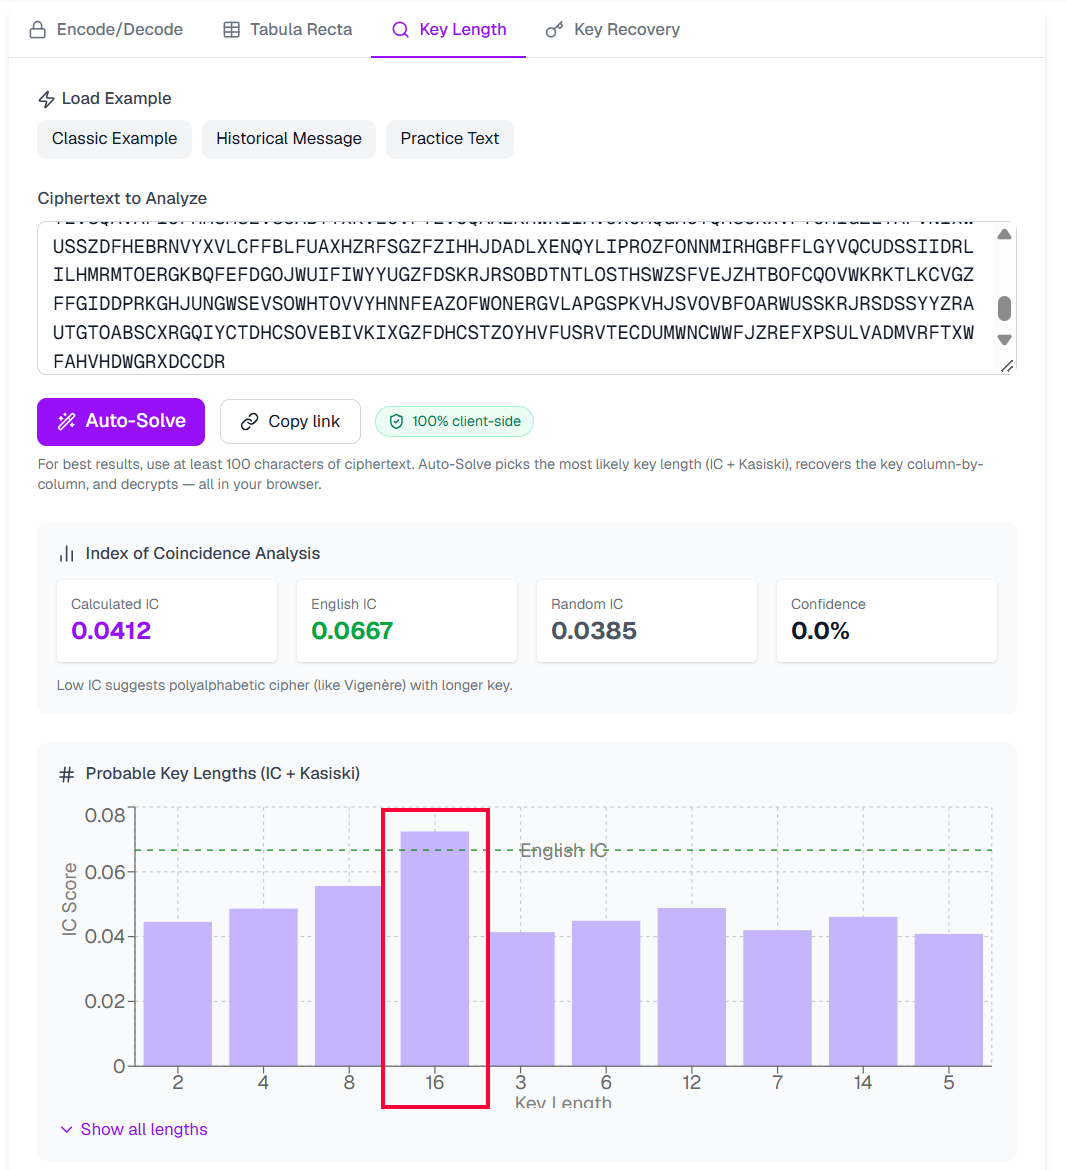 Encode/Decode
Tabula Recta
Key Length
Key Recovery
Load Example
Classic Example
Historical Message
Practice Text
Ciphertext to Analyze
USSZDFHEBRNVYXVLCFFBLFUAXHZRFSGZFZIHHJDADLXENQYLIPROZFONNMIRHGBFFLGYVQCUDSSIIDRL
ILHMRMTOERGKBQFEFDGOJWUIFIWYYUGZFDSKRJRSOBDTNTLOSTHSWZSFVEJZHTBOFCQOVWKRKTLKCVGZ
FFGIDDPRKGHJUNGWSEVSOWHTOVVYHNNFEAZOFWONERGVLAPGSPKVHJSVOVBFOARWUSSKRJRSDSSYYZRA
UTGTOABSCXRGQIYCTDHCSOVEBIVKIXGZFDHCSTZOYHVFUSRVTECDUMWNCWWFJZREFXPSULVADMVRFTXW
FAHVHDWGRXDCCDR
Auto-Solve
Copy link
100% client-side
For best results, use at least 100 characters of ciphertext. Auto-Solve picks the most likely key length (IC + Kasiski), recovers the key column-by-
column, and decrypts — all in your browser.
Index of Coincidence Analysis
Calculated IC
0.0412
English IC
0.0667
Random IC
0.0385
Confidence
0.0%
Low IC suggests polyalphabetic cipher (like Vigenère) with longer key.
Probable Key Lengths (IC + Kasiski)
0.08
0.06
0.04
0.02
0
IC Score
English IC
2 4 8 16 3 6 12 7 14 5
Key Length
Show all lengths